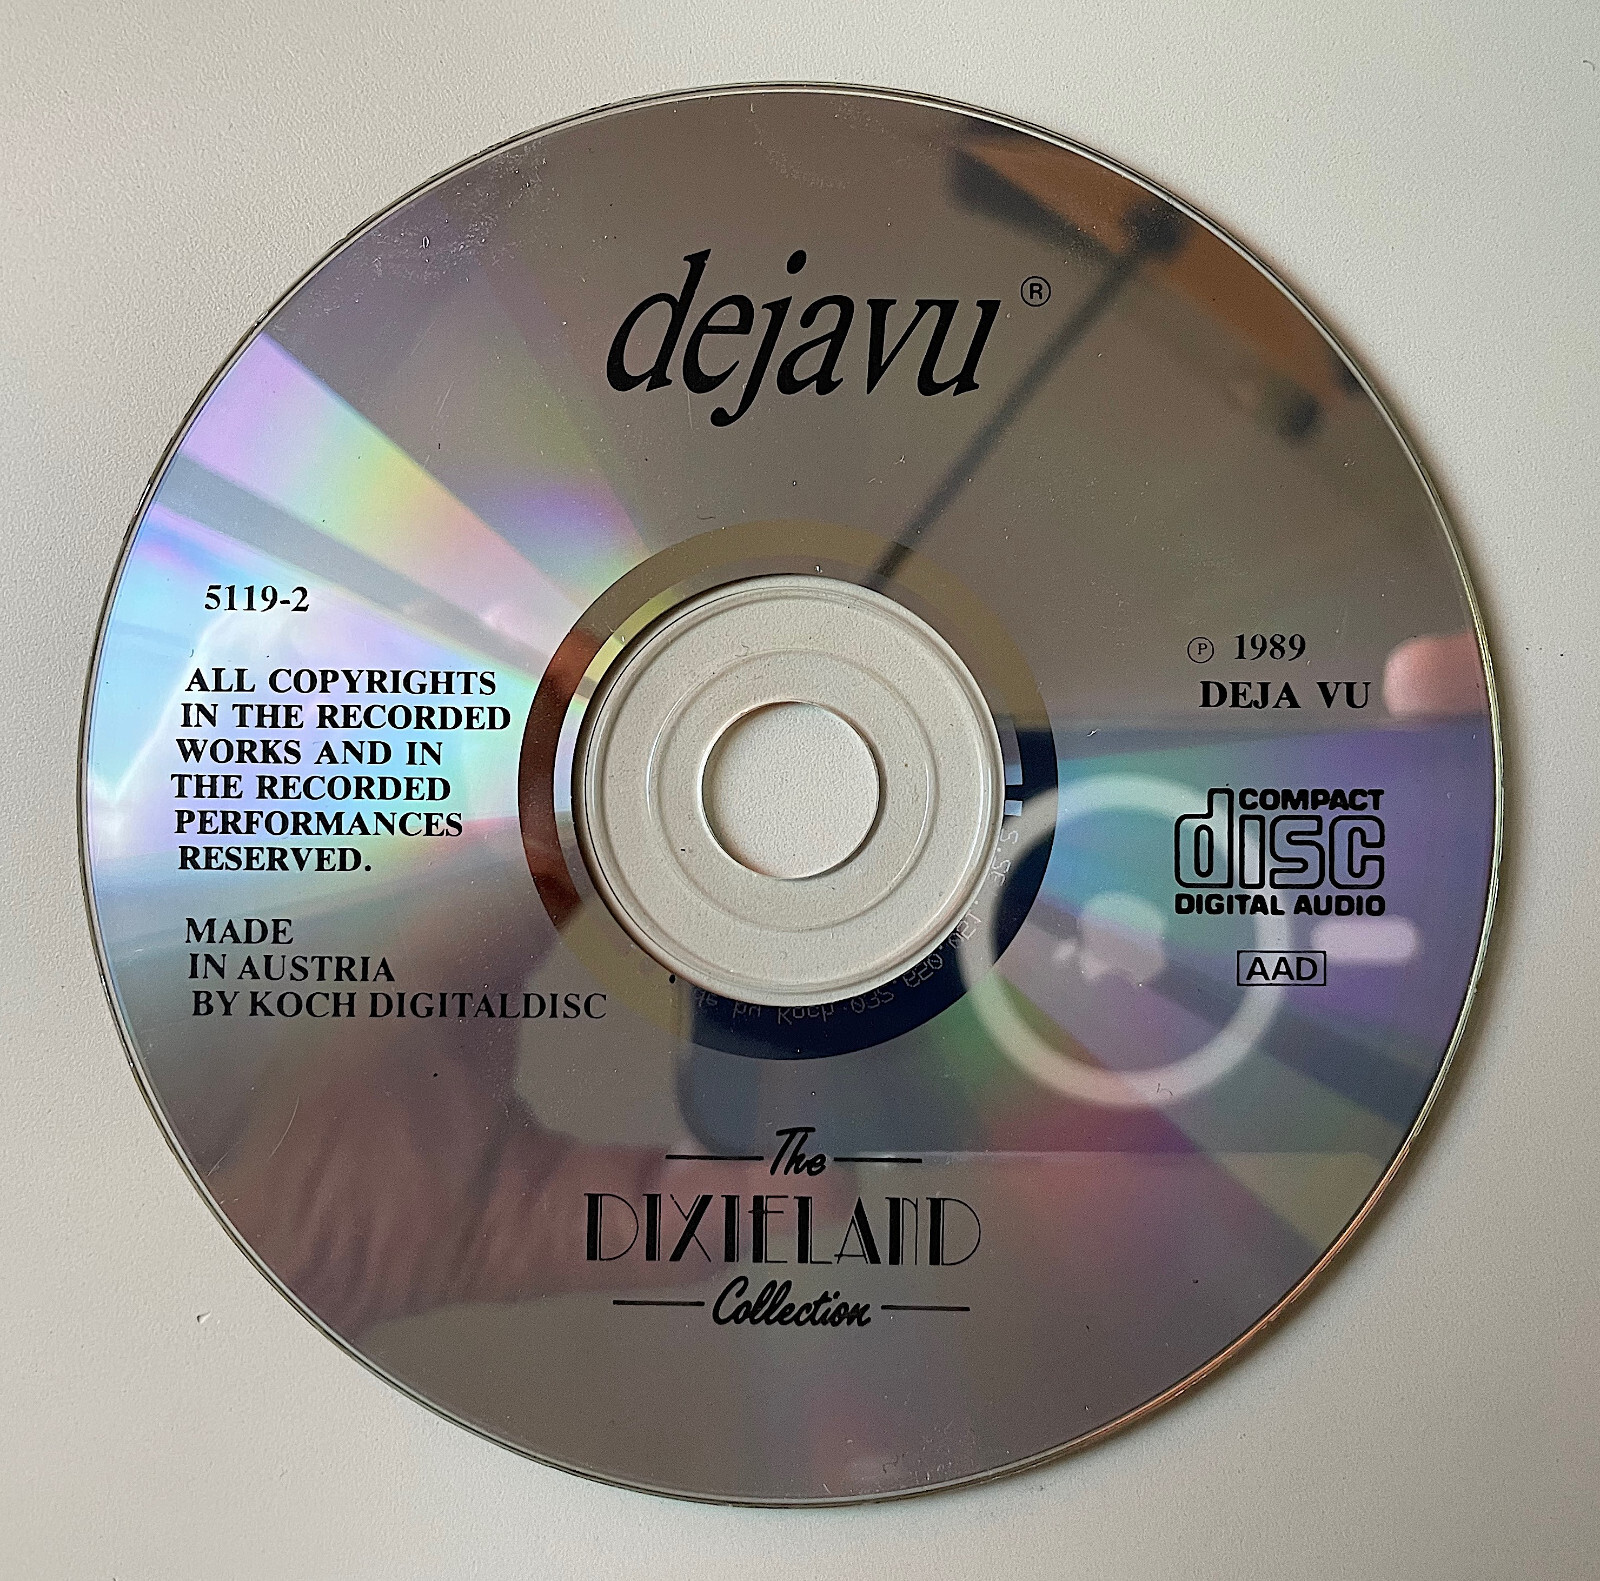 dejavu ®
5119-2
ALL COPYRIGHTS
IN THE RECORDED
WORKS AND IN
THE RECORDED
PERFORMANCES
RESERVED.
MADE
IN AUSTRIA
BY KOCH DIGITALDISC
℗ 1989
DEJA VU
COMPACT
disc
DIGITAL AUDIO
AAD
The
DIXIELAND
Collection